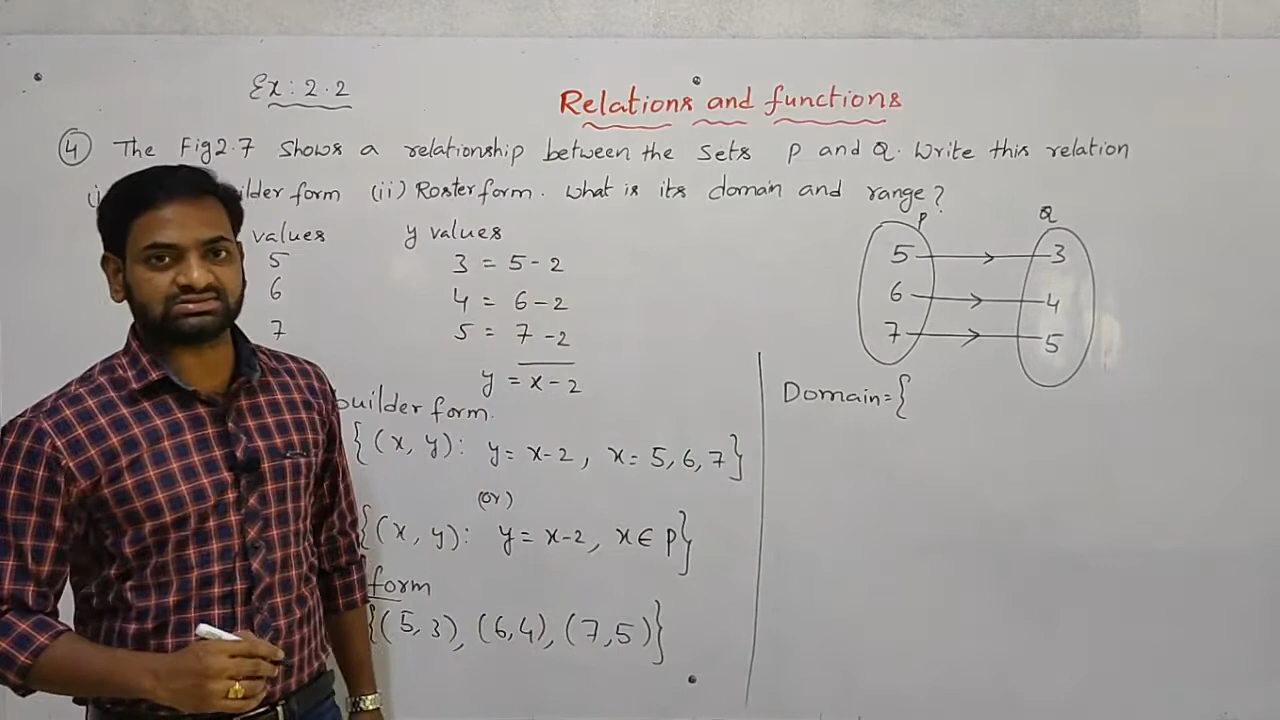 Ex: 2.2
Relations and functions
④ The Fig 2.7 shows a relationship between the sets P and Q. Write this relation
(i) ilder form (ii) Roster form. What is its domain and range?
values y values
5 3 = 5-2
6 4 = 6-2
7 5 = 7-2
y = x-2
builder form.
{(x, y): y = x-2, x = 5, 6, 7}
(or)
{(x, y): y = x-2, x ∈ P}
form
{(5, 3), (6, 4), (7, 5)}
P Q
5 3
6 4
7 5
Domain = {